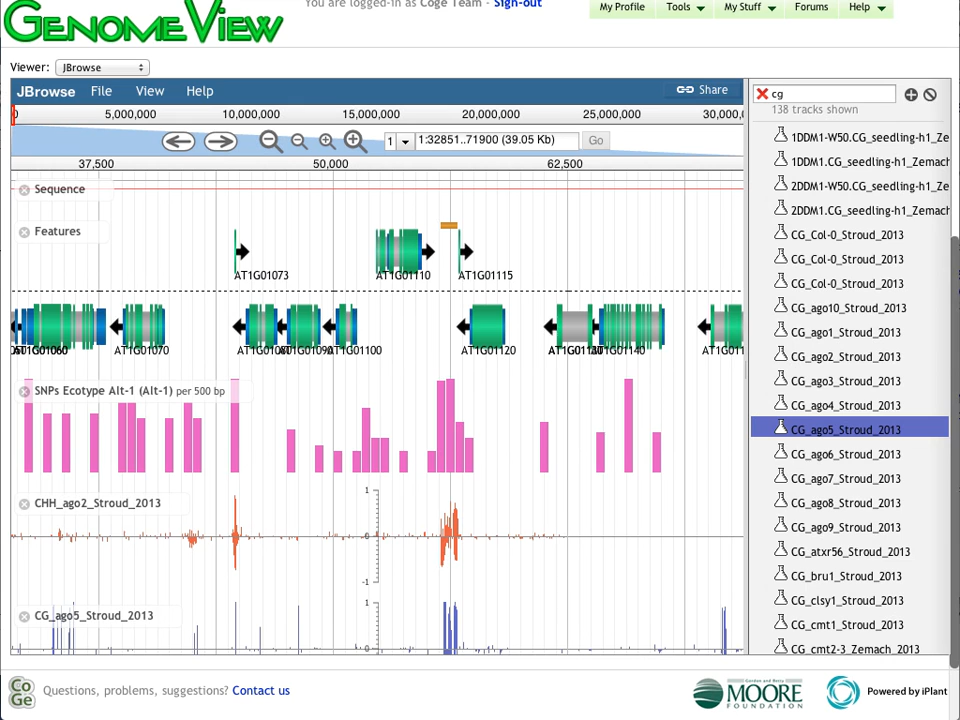 You are logged-in as Coge Team - Sign-out
My Profile Tools My Stuff Forums Help
GENOMEVIEW
Viewer: JBrowse
JBrowse File View Help Share
5,000,000 10,000,000 15,000,000 20,000,000 25,000,000 30,000,
1 1:32851..71900 (39.05 Kb) Go
37,500 50,000 62,500
Sequence
Features
AT1G01073 AT1G01110 AT1G01115
AT1G01070 AT1G01100 AT1G01120
SNPs Ecotype Alt-1 (Alt-1) per 500 bp
CHH_ago2_Stroud_2013
1
0
-1
CG_ago5_Stroud_2013
1
cg
138 tracks shown
1DDM1-W50.CG_seedling-h1_Ze
1DDM1.CG_seedling-h1_Zemach
2DDM1-W50.CG_seedling-h1_Ze
2DDM1.CG_seedling-h1_Zemach
CG_Col-0_Stroud_2013
CG_Col-0_Stroud_2013
CG_Col-0_Stroud_2013
CG_ago10_Stroud_2013
CG_ago1_Stroud_2013
CG_ago2_Stroud_2013
CG_ago3_Stroud_2013
CG_ago4_Stroud_2013
CG_ago5_Stroud_2013
CG_ago6_Stroud_2013
CG_ago7_Stroud_2013
CG_ago8_Stroud_2013
CG_ago9_Stroud_2013
CG_atxr56_Stroud_2013
CG_bru1_Stroud_2013
CG_clsy1_Stroud_2013
CG_cmt1_Stroud_2013
CG_cmt2-3_Zemach_2013
CoGe Questions, problems, suggestions? Contact us
MOORE
FOUNDATION
Powered by iPlant